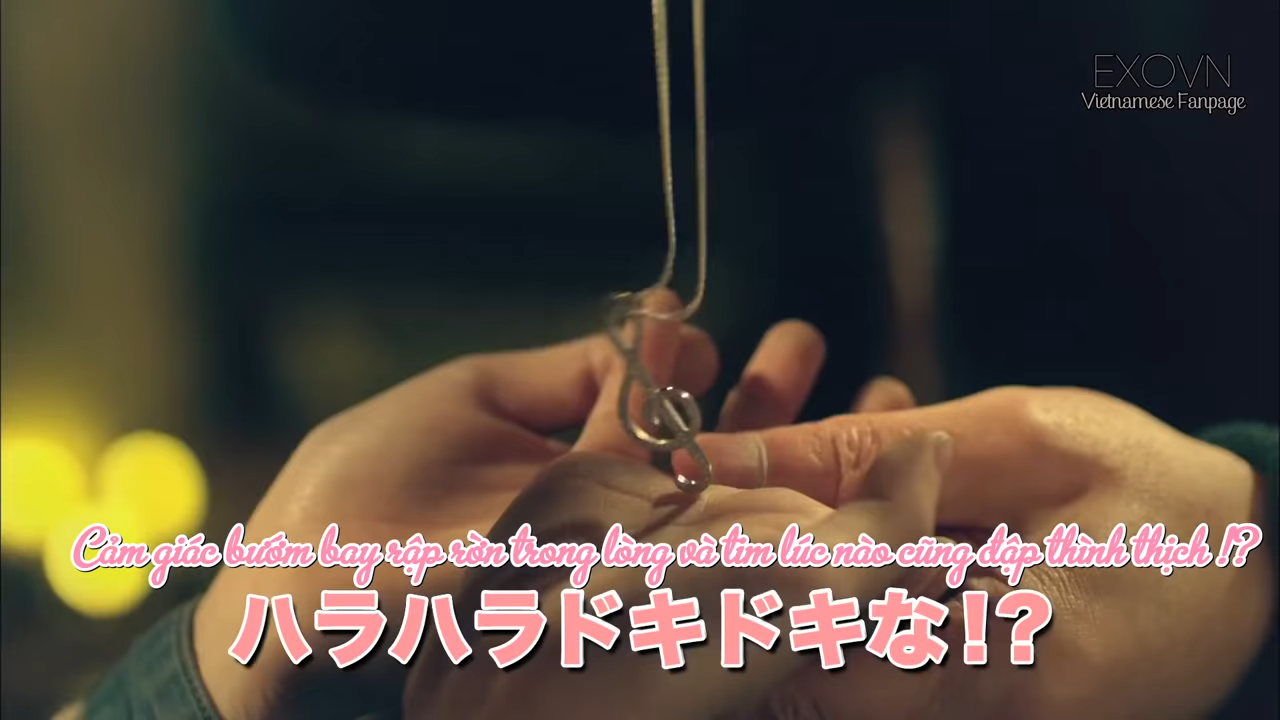 EXOVN
Vietnamese Fanpage
Cảm giác bướm bay rập rờn trong lòng và tim lúc nào cũng đập thình thịch !?
ハラハラドキドキな!?